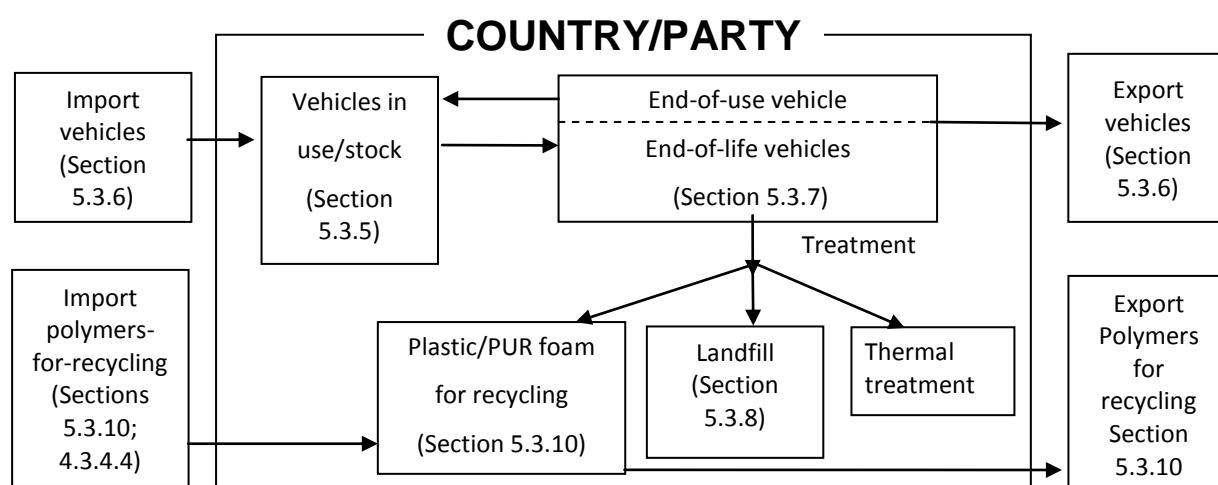 COUNTRY/PARTY
Import
vehicles
(Section
5.3.6)
Vehicles in
use/stock
(Section
5.3.5)
End-of-use vehicle
End-of-life vehicles
(Section 5.3.7)
Export
vehicles
(Section
5.3.6)
Treatment
Import
polymers-
for-recycling
(Sections
5.3.10;
4.3.4.4)
Plastic/PUR foam
for recycling
(Section 5.3.10)
Landfill
(Section
5.3.8)
Thermal
treatment
Export
Polymers
for
recycling
Section
5.3.10